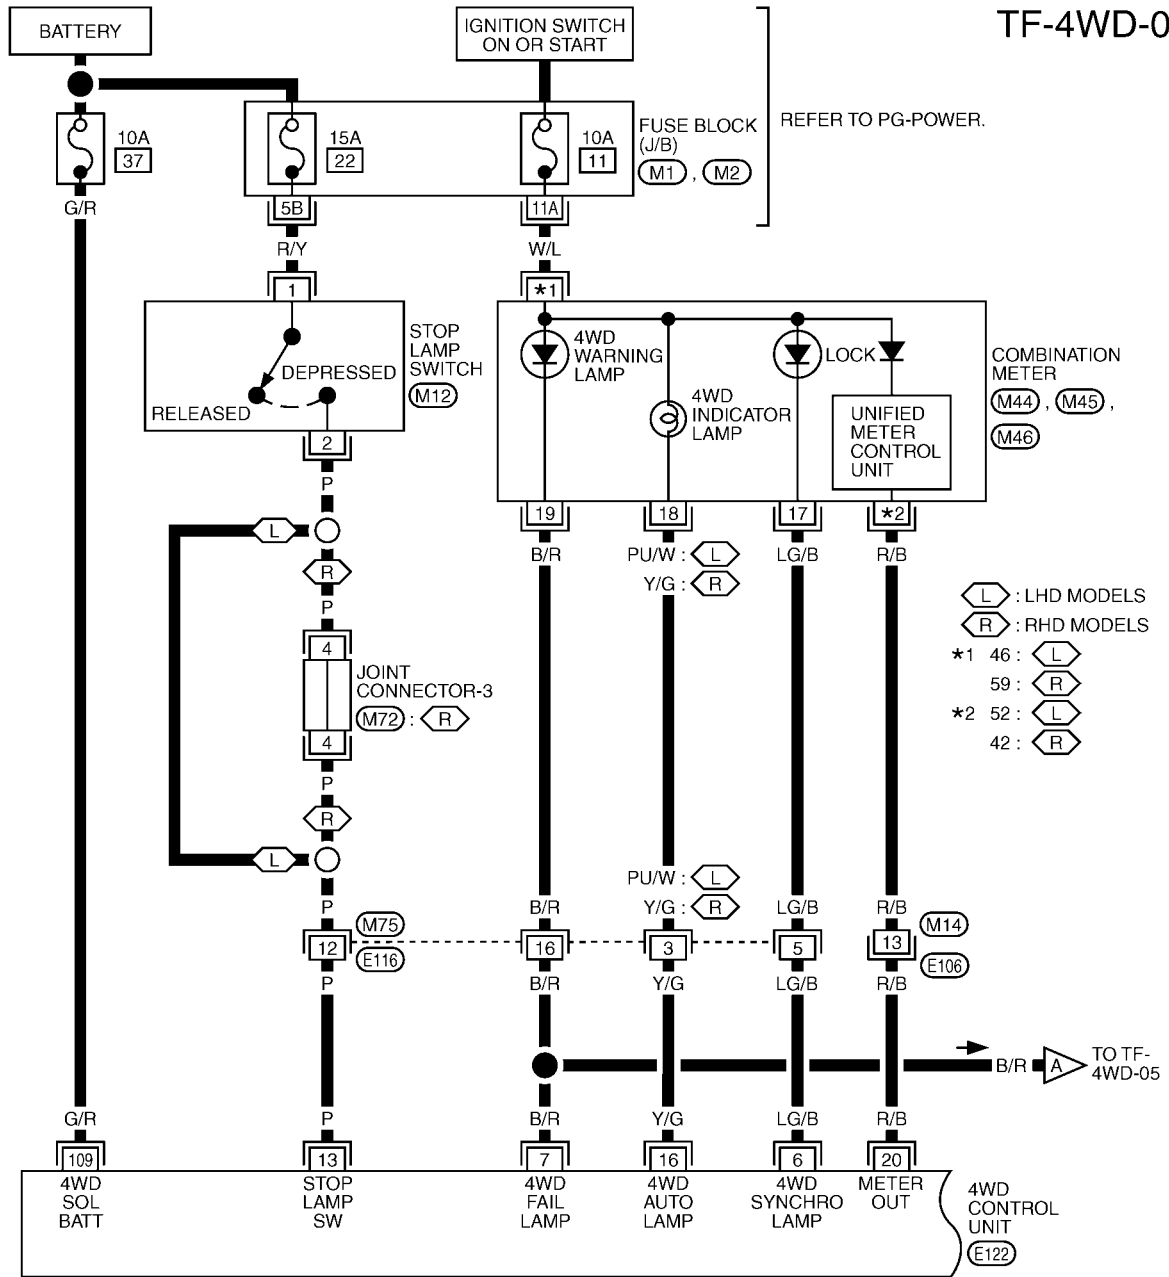 TF-4WD-0
BATTERY
IGNITION SWITCH
ON OR START
REFER TO PG-POWER.
10A
37
15A
22
10A
11
FUSE BLOCK
(J/B)
M1 , M2
G/R
5B
11A
R/Y
W/L
1
*1
STOP
LAMP
SWITCH
M12
DEPRESSED
RELEASED
4WD
WARNING
LAMP
4WD
INDICATOR
LAMP
LOCK
UNIFIED
METER
CONTROL
UNIT
COMBINATION
METER
M44 , M45 ,
M46
2
19
18
17
*2
P
B/R
PU/W : L
Y/G : R
LG/B
R/B
L
R
P
L : LHD MODELS
R : RHD MODELS
*1 46 : L
59 : R
*2 52 : L
42 : R
4
JOINT
CONNECTOR-3
M72 : R
4
P
R
L
PU/W : L
P
B/R
Y/G : R
LG/B
R/B
M75
M14
12
16
3
5
13
E116
E106
P
B/R
Y/G
LG/B
R/B
B/R
A
TO TF-
4WD-05
G/R
P
B/R
Y/G
LG/B
R/B
109
13
7
16
6
20
4WD
SOL
BATT
STOP
LAMP
SW
4WD
FAIL
LAMP
4WD
AUTO
LAMP
4WD
SYNCHRO
LAMP
METER
OUT
4WD
CONTROL
UNIT
E122